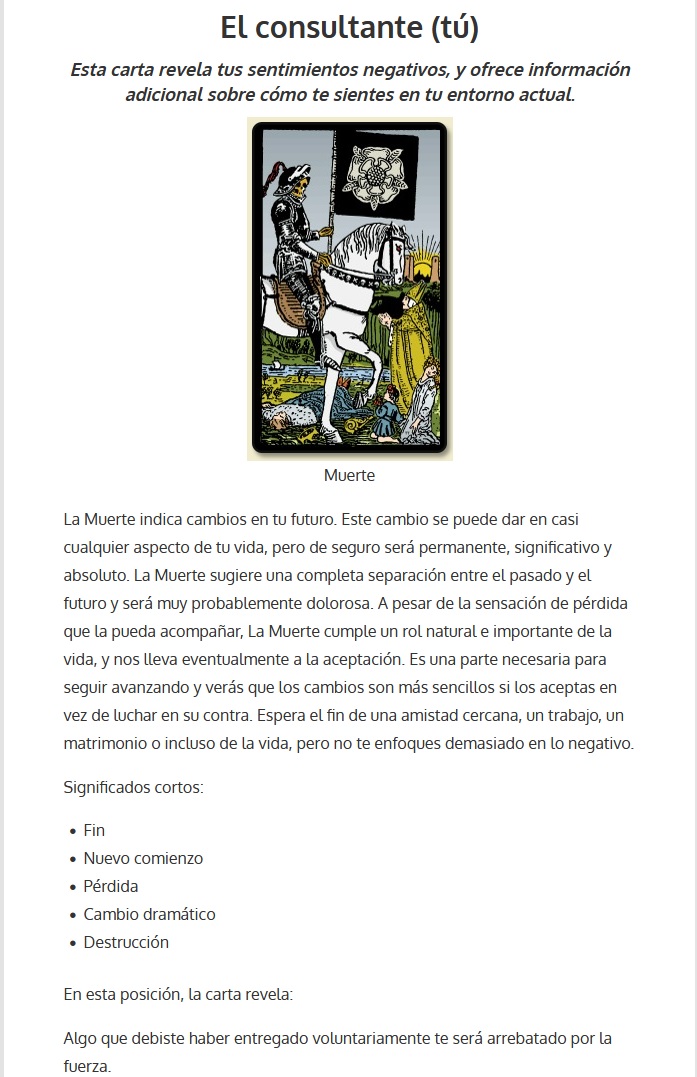 El consultante (tú)
Esta carta revela tus sentimientos negativos, y ofrece información
adicional sobre cómo te sientes en tu entorno actual.
Muerte
La Muerte indica cambios en tu futuro. Este cambio se puede dar en casi
cualquier aspecto de tu vida, pero de seguro será permanente, significativo y
absoluto. La Muerte sugiere una completa separación entre el pasado y el
futuro y será muy probablemente dolorosa. A pesar de la sensación de pérdida
que la pueda acompañar, La Muerte cumple un rol natural e importante de la
vida, y nos lleva eventualmente a la aceptación. Es una parte necesaria para
seguir avanzando y verás que los cambios son más sencillos si los aceptas en
vez de luchar en su contra. Espera el fin de una amistad cercana, un trabajo, un
matrimonio o incluso de la vida, pero no te enfoques demasiado en lo negativo.
Significados cortos:
• Fin
• Nuevo comienzo
• Pérdida
• Cambio dramático
• Destrucción
En esta posición, la carta revela:
Algo que debiste haber entregado voluntariamente te será arrebatado por la
fuerza.